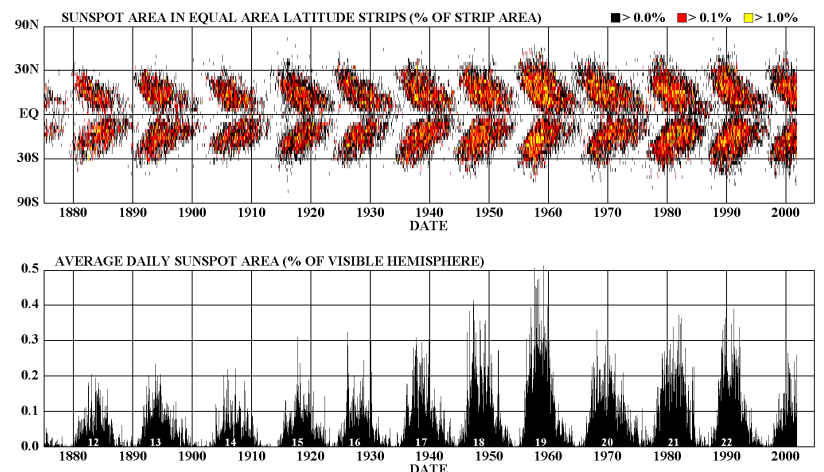 SUNSPOT AREA IN EQUAL AREA LATITUDE STRIPS (% OF STRIP AREA) > 0.0% > 0.1% > 1.0%
90N
30N
EQ
30S
90S
1880 1890 1900 1910 1920 1930 1940 1950 1960 1970 1980 1990 2000
DATE
AVERAGE DAILY SUNSPOT AREA (% OF VISIBLE HEMISPHERE)
0.5
0.4
0.3
0.2
0.1
0.0
12 13 14 15 16 17 18 19 20 21 22
1880 1890 1900 1910 1920 1930 1940 1950 1960 1970 1980 1990 2000
DATE